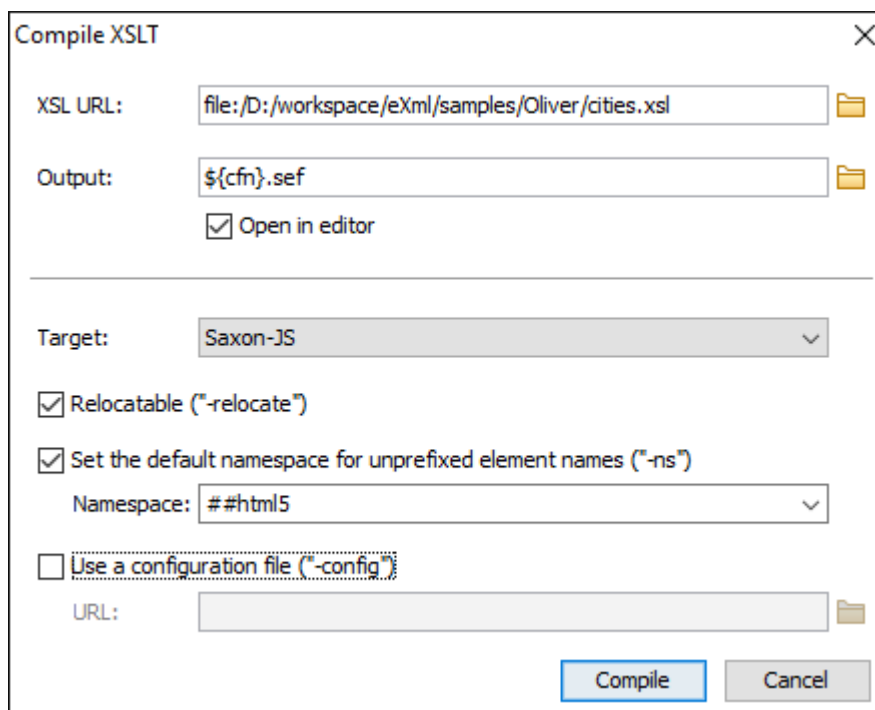 Compile XSLT
XSL URL: file:/D:/workspace/eXml/samples/Oliver/cities.xsl
Output: ${cfn}.sef
Open in editor
Target: Saxon-JS
Relocatable ("-relocate")
Set the default namespace for unprefixed element names ("-ns")
Namespace: ##html5
Use a configuration file ("-config")
URL:
Compile Cancel